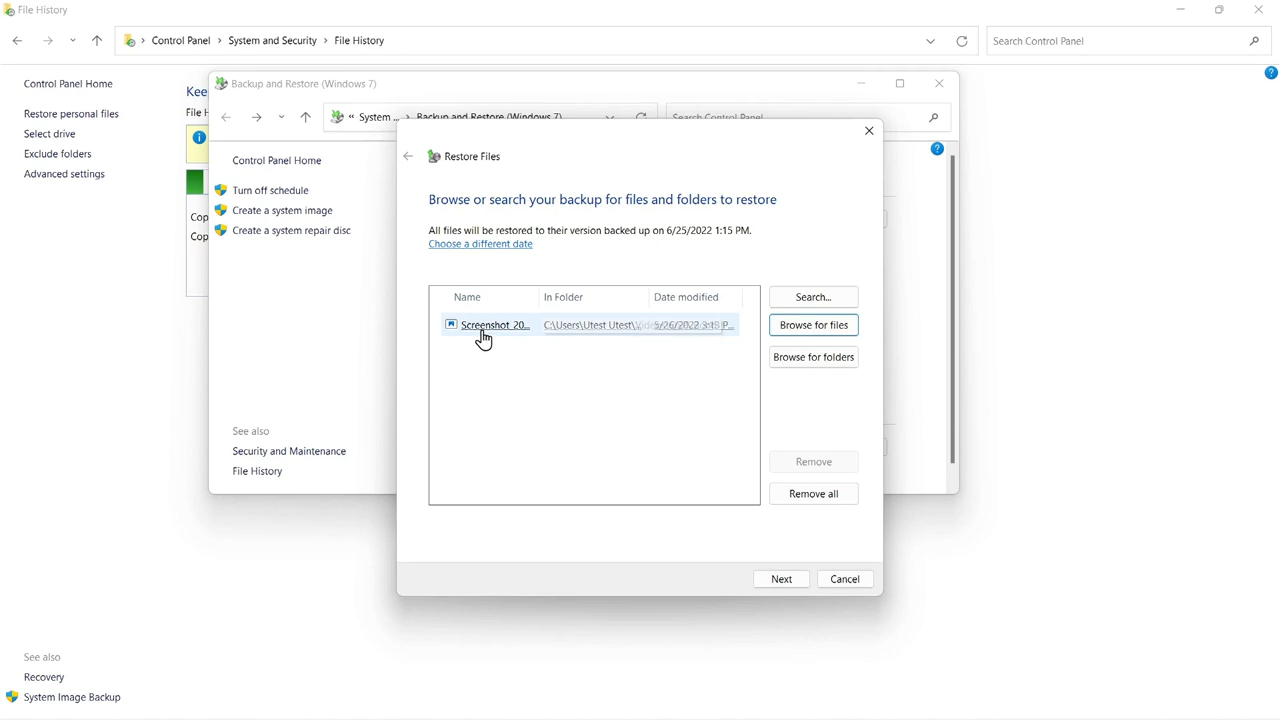 File History
Control Panel > System and Security > File History
Search Control Panel
Control Panel Home
Restore personal files
Select drive
Exclude folders
Advanced settings
Kee
File H
Cop
Cop
See also
Recovery
System Image Backup
Backup and Restore (Windows 7)
« System ... > Backup and Restore (Windows 7)
Search Control Panel
Control Panel Home
Turn off schedule
Create a system image
Create a system repair disc
See also
Security and Maintenance
File History
Restore Files
Browse or search your backup for files and folders to restore
All files will be restored to their version backed up on 6/25/2022 1:15 PM.
Choose a different date
Name In Folder Date modified
Screenshot 20... C:\Users\Utest Utest\... 5/26/2022 3:13 P...
Search...
Browse for files
Browse for folders
Remove
Remove all
Next Cancel